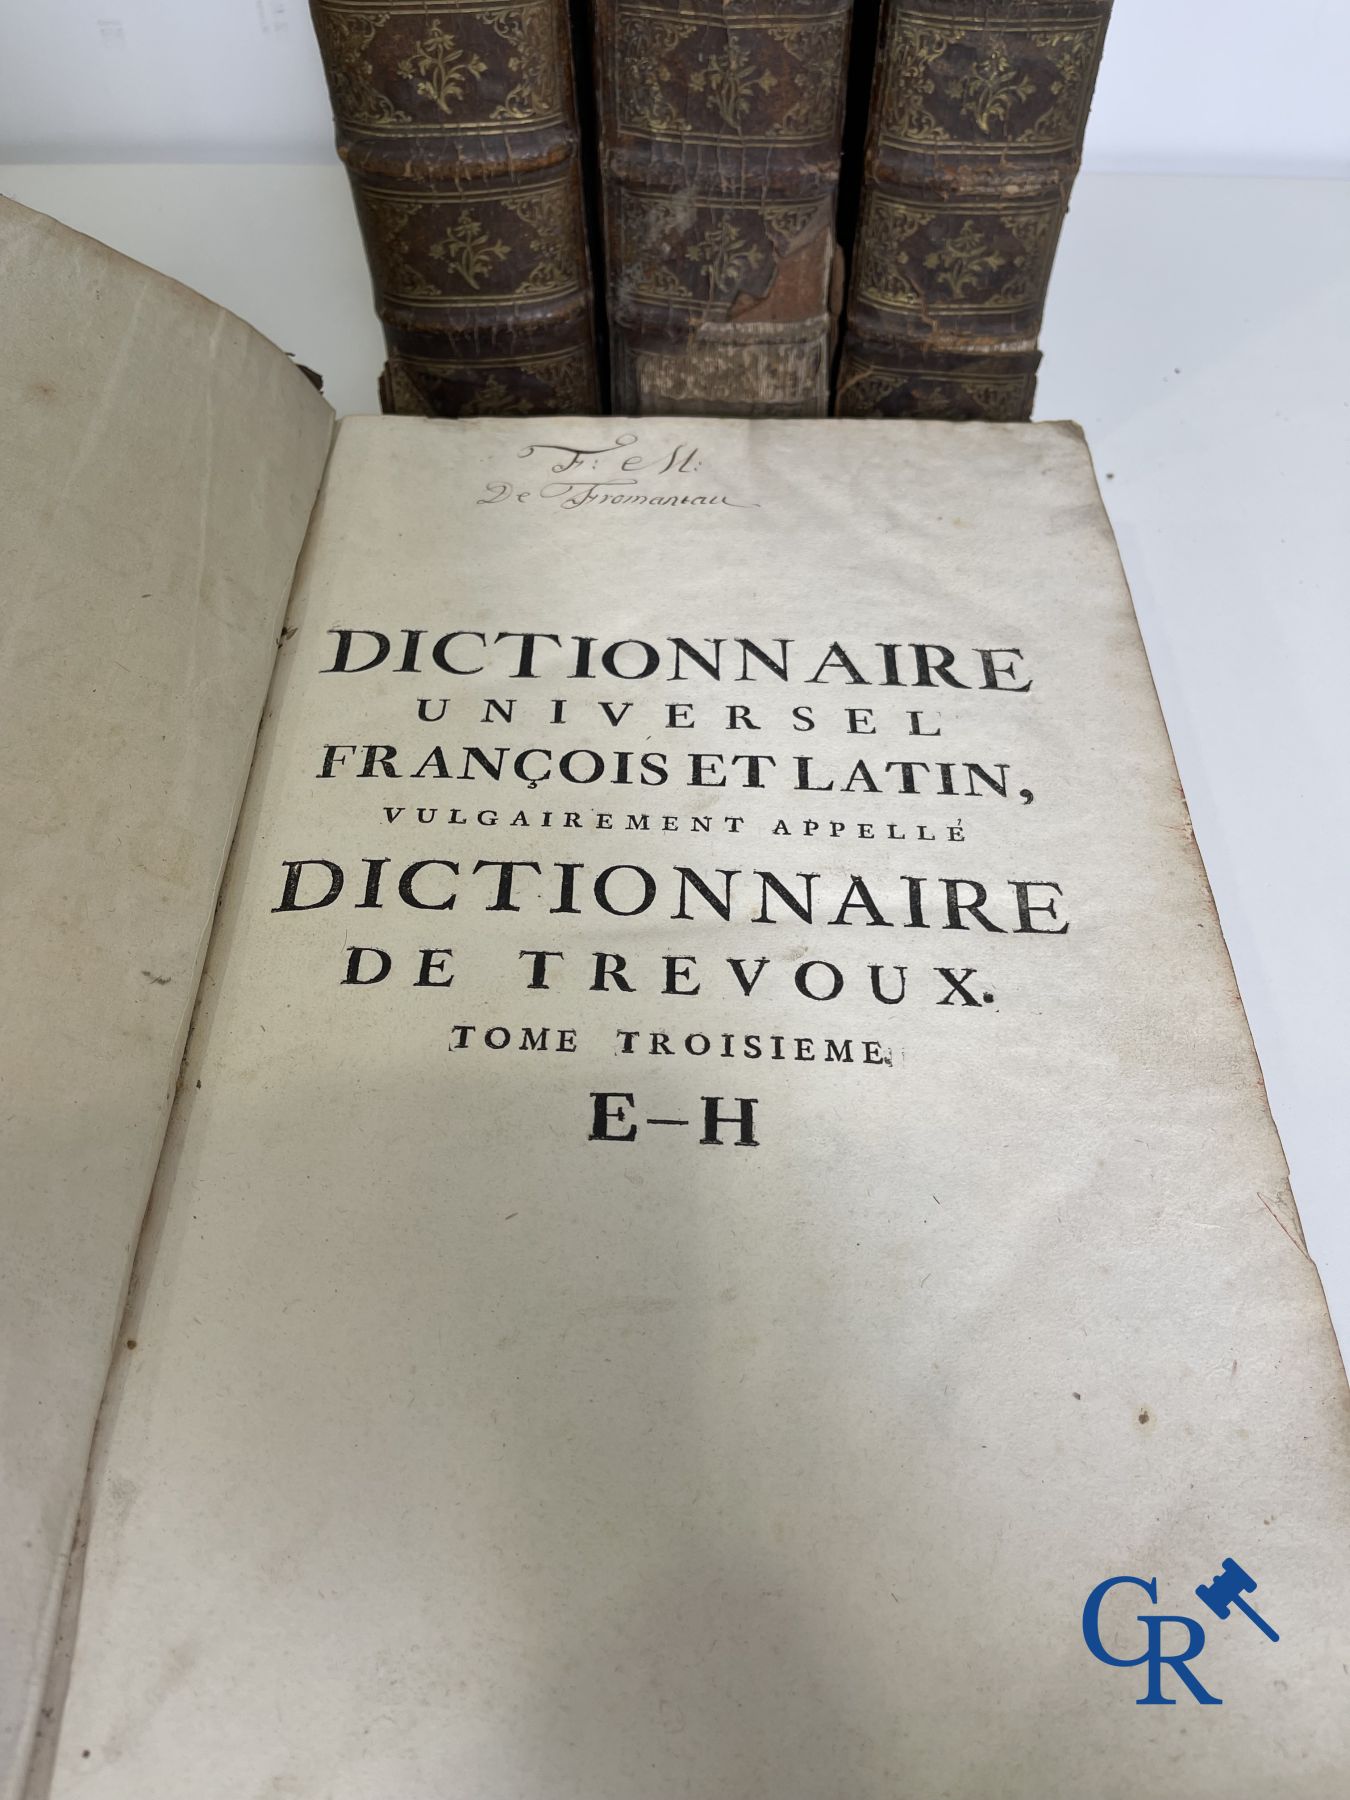 F: M:
De Fromantau
DICTIONNAIRE
UNIVERSEL
FRANÇOIS ET LATIN,
VULGAIREMENT APPELLÉ
DICTIONNAIRE
DE TREVOUX.
TOME TROISIEME.
E–H
CR